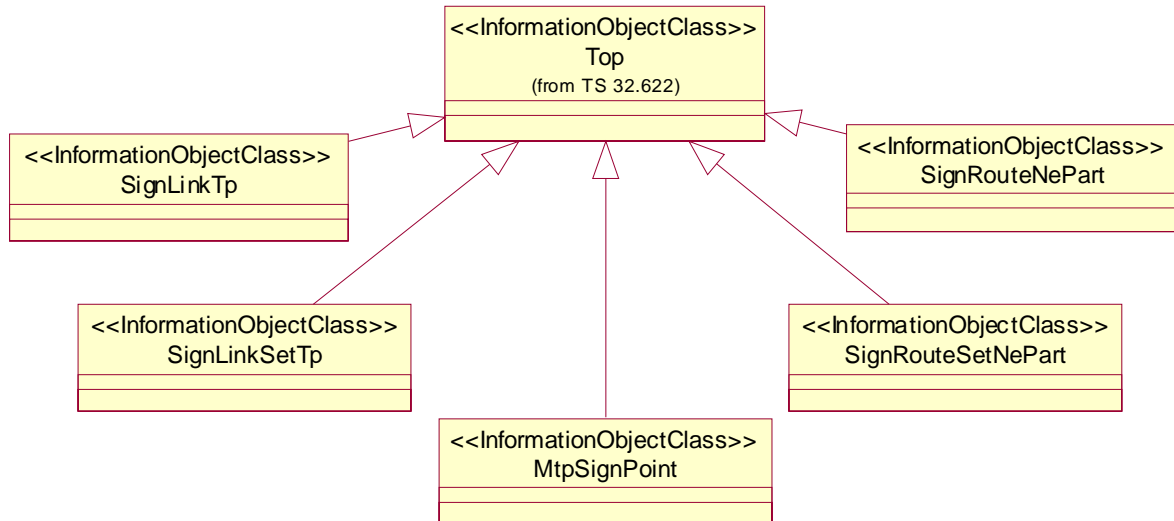 <<InformationObjectClass>>
Top
(from TS 32.622)
<<InformationObjectClass>>
SignLinkTp
<<InformationObjectClass>>
SignRouteNePart
<<InformationObjectClass>>
SignLinkSetTp
<<InformationObjectClass>>
SignRouteSetNePart
<<InformationObjectClass>>
MtpSignPoint